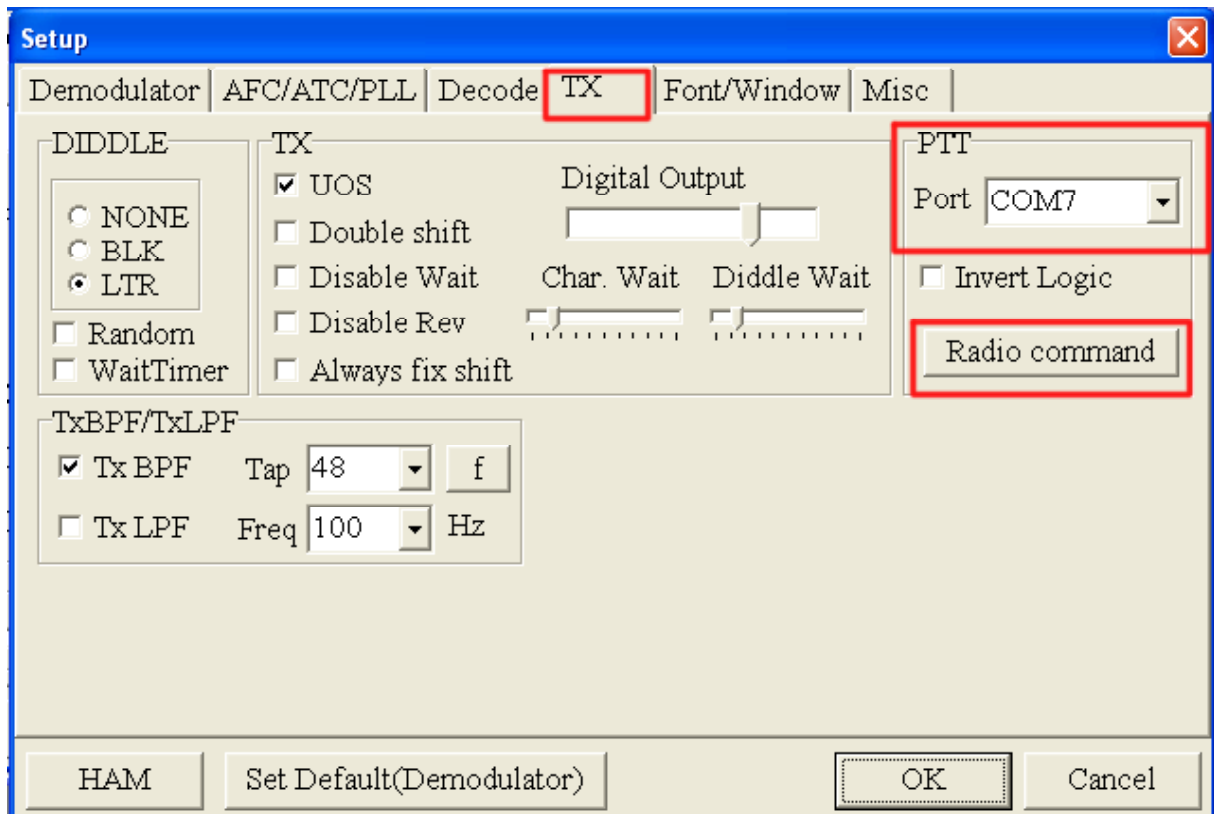 Setup
Demodulator AFC/ATC/PLL Decode TX Font/Window Misc
DIDDLE
NONE
BLK
LTR
Random
WaitTimer
TX
UOS
Double shift
Disable Wait
Disable Rev
Always fix shift
Digital Output
Char. Wait Diddle Wait
PTT
Port COM7
Invert Logic
Radio command
TxBPF/TxLPF
Tx BPF Tap 48 f
Tx LPF Freq 100 Hz
HAM Set Default(Demodulator) OK Cancel